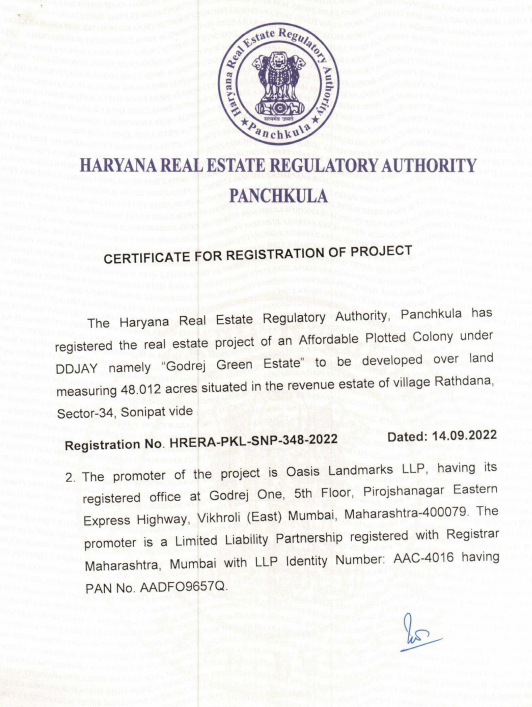 Haryana Real Estate Regulatory Authority
सत्यमेव जयते
★ Panchkula ★
HARYANA REAL ESTATE REGULATORY AUTHORITY
PANCHKULA
CERTIFICATE FOR REGISTRATION OF PROJECT
The Haryana Real Estate Regulatory Authority, Panchkula has
registered the real estate project of an Affordable Plotted Colony under
DDJAY namely “Godrej Green Estate” to be developed over land
measuring 48.012 acres situated in the revenue estate of village Rathdana,
Sector-34, Sonipat vide
Registration No. HRERA-PKL-SNP-348-2022 Dated: 14.09.2022
2. The promoter of the project is Oasis Landmarks LLP, having its
registered office at Godrej One, 5th Floor, Pirojshanagar Eastern
Express Highway, Vikhroli (East) Mumbai, Maharashtra-400079. The
promoter is a Limited Liability Partnership registered with Registrar
Maharashtra, Mumbai with LLP Identity Number: AAC-4016 having
PAN No. AADFO9657Q.